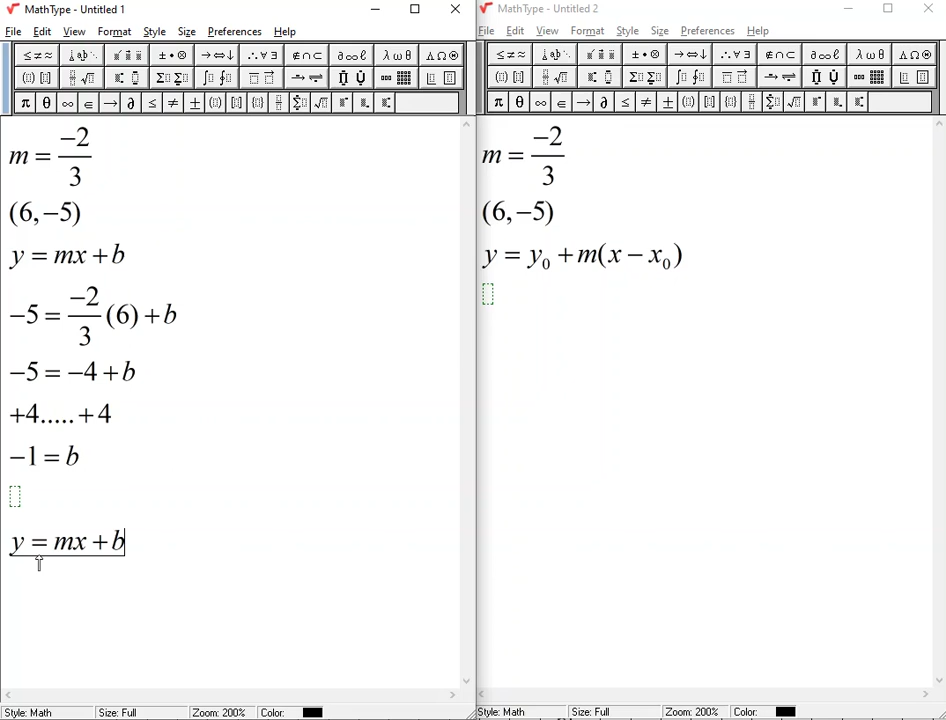 MathType - Untitled 1
File Edit View Format Style Size Preferences Help
m = -2/3
(6, -5)
y = mx + b
-5 = -2/3 (6) + b
-5 = -4 + b
+4.....+4
-1 = b
y = mx + b
Style: Math Size: Full Zoom: 200% Color:
MathType - Untitled 2
File Edit View Format Style Size Preferences Help
m = -2/3
(6, -5)
y = y₀ + m(x - x₀)
Style: Math Size: Full Zoom: 200% Color: